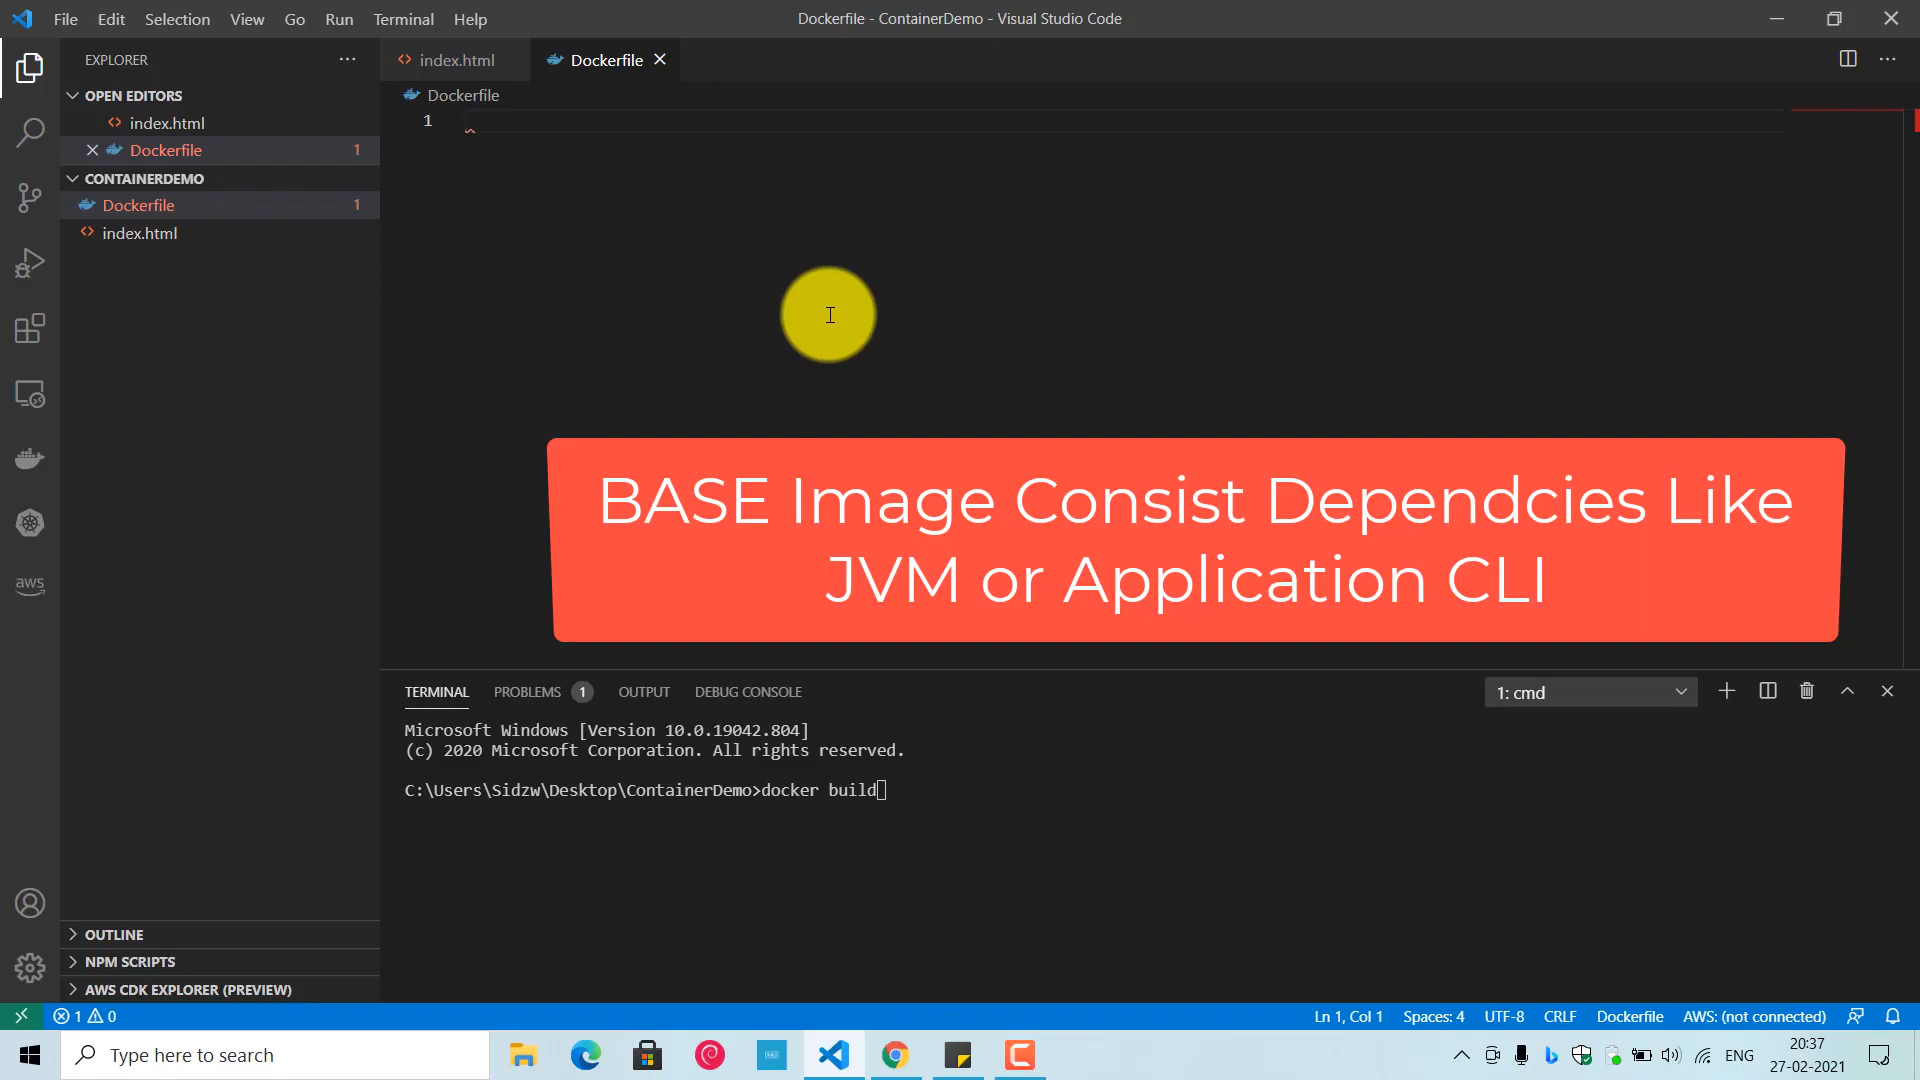 File Edit Selection View Go Run Terminal Help
Dockerfile - ContainerDemo - Visual Studio Code
EXPLORER
OPEN EDITORS
index.html
Dockerfile 1
CONTAINERDEMO
Dockerfile 1
index.html
index.html Dockerfile
Dockerfile
1
BASE Image Consist Dependcies Like
JVM or Application CLI
aws
TERMINAL PROBLEMS 1 OUTPUT DEBUG CONSOLE
1: cmd
Microsoft Windows [Version 10.0.19042.804]
(c) 2020 Microsoft Corporation. All rights reserved.
C:\Users\Sidzw\Desktop\ContainerDemo>docker build
OUTLINE
NPM SCRIPTS
AWS CDK EXPLORER (PREVIEW)
1 0
Ln 1, Col 1 Spaces: 4 UTF-8 CRLF Dockerfile AWS: (not connected)
Type here to search
ENG
20:37
27-02-2021